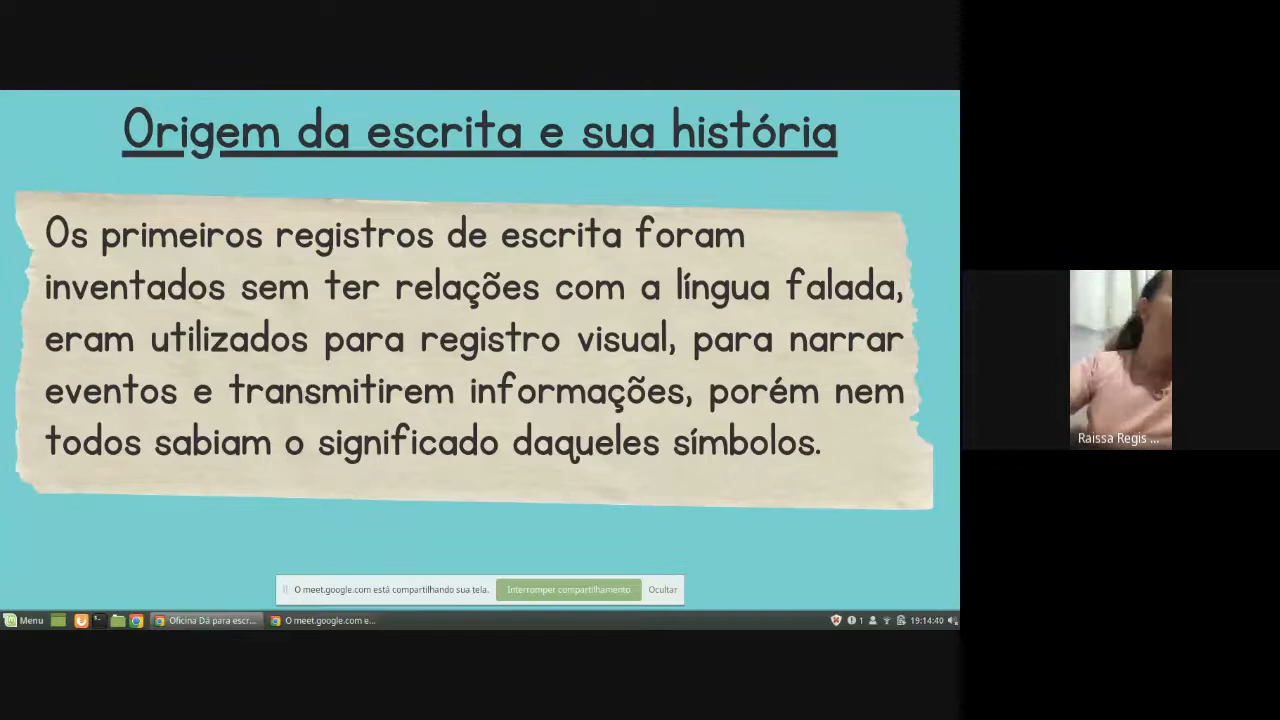 Origem da escrita e sua história
Os primeiros registros de escrita foram
inventados sem ter relações com a língua falada,
eram utilizados para registro visual, para narrar
eventos e transmitirem informações, porém nem
todos sabiam o significado daqueles símbolos.
Raissa Regis ...
O meet.google.com está compartilhando sua tela.
Interromper compartilhamento
Ocultar
Menu
Oficina Dá para escr...
O meet.google.com e...
1
19:14:40